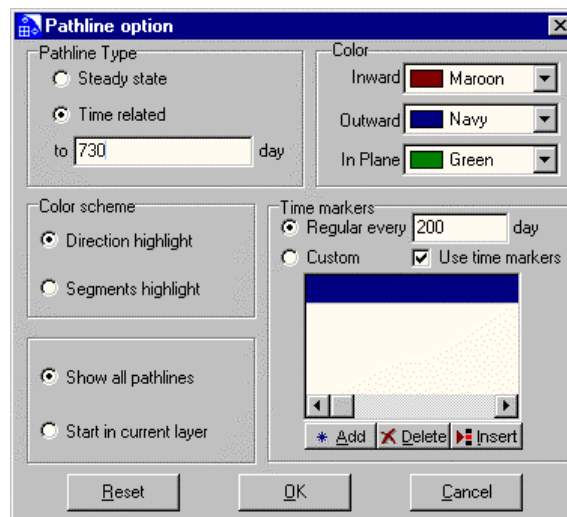 Pathline option
Pathline Type
Steady state
Time related
to 730 day
Color
Inward Maroon
Outward Navy
In Plane Green
Color scheme
Direction highlight
Segments highlight
Time markers
Regular every 200 day
Custom Use time markers
Show all pathlines
Start in current layer
Add Delete Insert
Reset OK Cancel